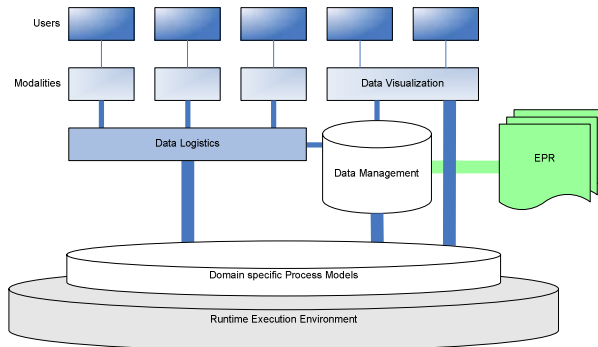 Users
Modalities
Data Visualization
Data Logistics
Data Management
EPR
Domain specific Process Models
Runtime Execution Environment